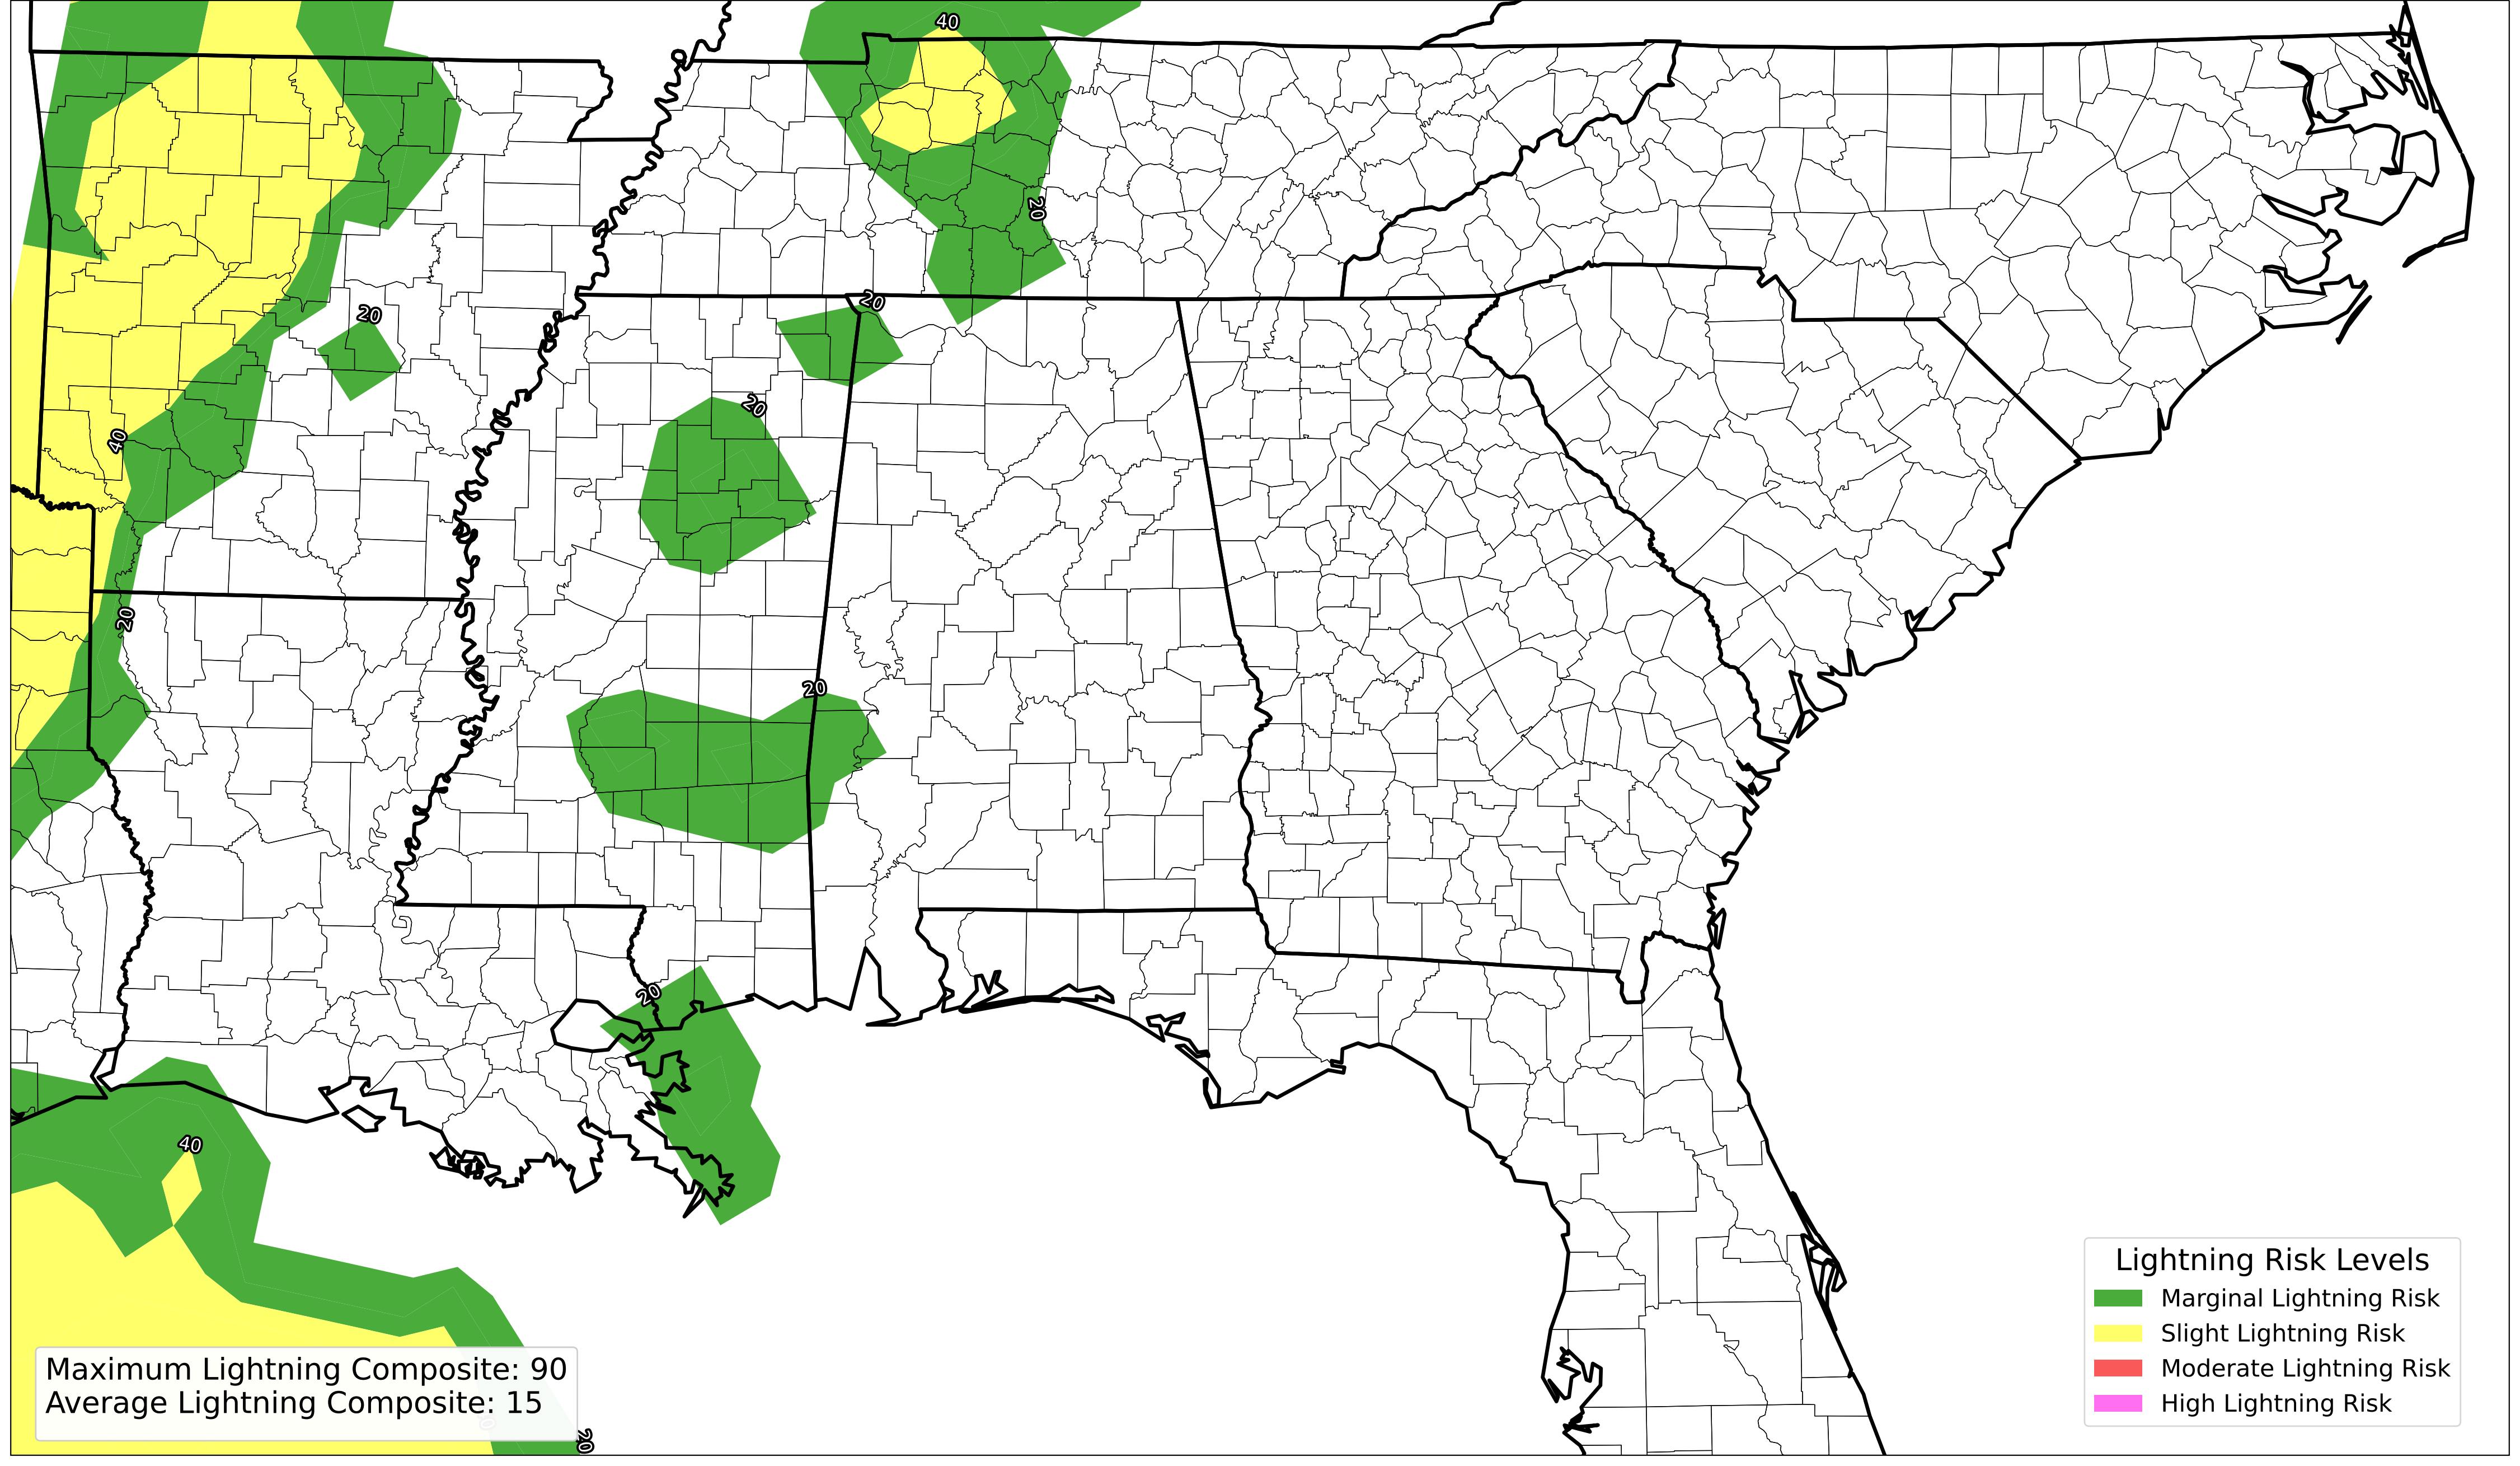 40
20
20
20
20
40
20
20
20
40
20
Maximum Lightning Composite: 90
Average Lightning Composite: 15
Lightning Risk Levels
Marginal Lightning Risk
Slight Lightning Risk
Moderate Lightning Risk
High Lightning Risk